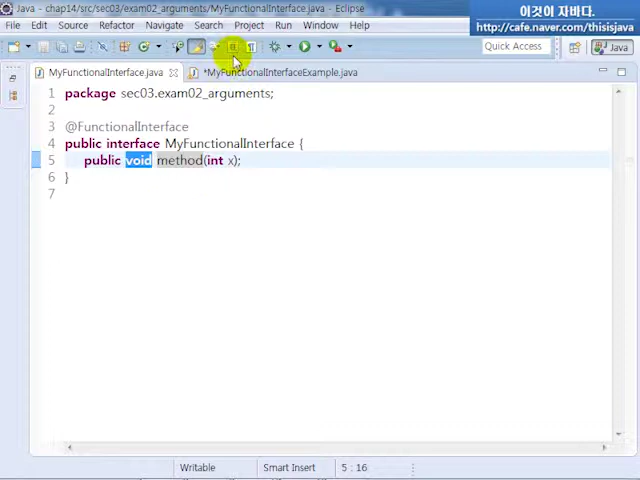 Java - chap14/src/sec03/exam02_arguments/MyFunctionalInterface.java - Eclipse
이것이 자바다.
http://cafe.naver.com/thisisjava
File Edit Source Refactor Navigate Search Project Run Window Help
Quick Access
Java
MyFunctionalInterface.java
*MyFunctionalInterfaceExample.java
1 package sec03.exam02_arguments;
2
3 @FunctionalInterface
4 public interface MyFunctionalInterface {
5 public void method(int x);
6 }
7
Writable Smart Insert 5 : 16